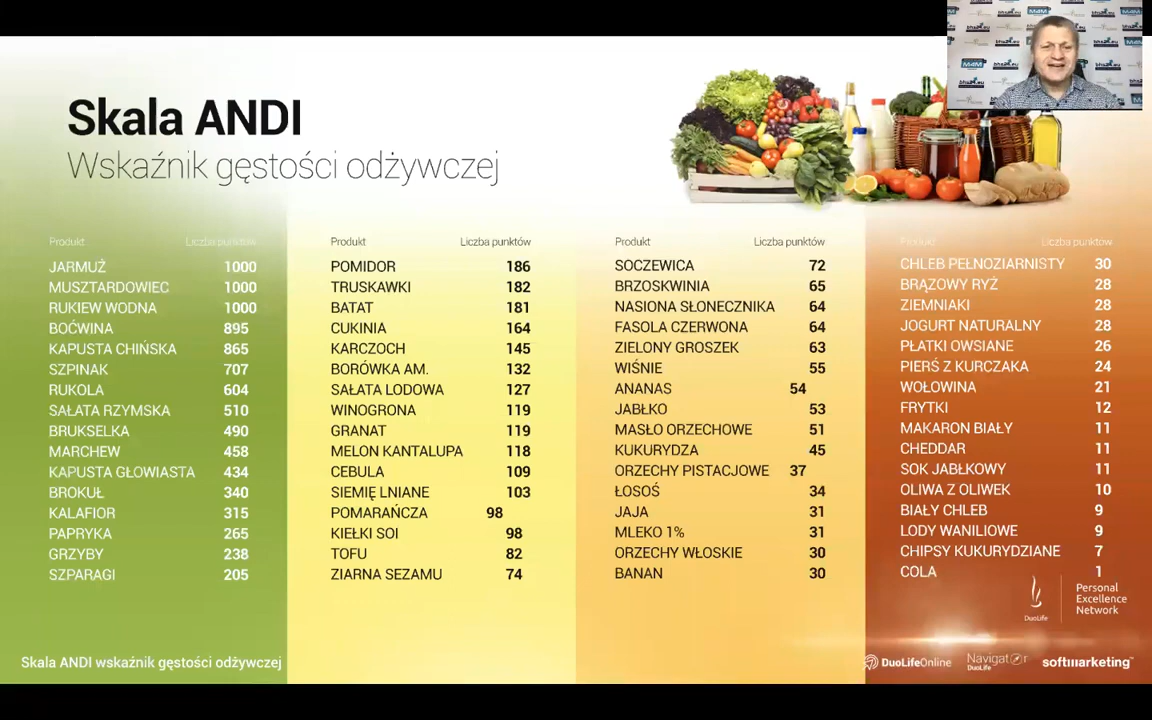 Skala ANDI
Wskaźnik gęstości odżywczej
Produkt Liczba punktów
JARMUŻ 1000
MUSZTARDOWIEC 1000
RUKIEW WODNA 1000
BOĆWINA 895
KAPUSTA CHIŃSKA 865
SZPINAK 707
RUKOLA 604
SAŁATA RZYMSKA 510
BRUKSELKA 490
MARCHEW 458
KAPUSTA GŁOWIASTA 434
BROKUŁ 340
KALAFIOR 315
PAPRYKA 265
GRZYBY 238
SZPARAGI 205
Produkt Liczba punktów
POMIDOR 186
TRUSKAWKI 182
BATAT 181
CUKINIA 164
KARCZOCH 145
BORÓWKA AM. 132
SAŁATA LODOWA 127
WINOGRONA 119
GRANAT 119
MELON KANTALUPA 118
CEBULA 109
SIEMIĘ LNIANE 103
POMARAŃCZA 98
KIEŁKI SOI 98
TOFU 82
ZIARNA SEZAMU 74
Produkt Liczba punktów
SOCZEWICA 72
BRZOSKWINIA 65
NASIONA SŁONECZNIKA 64
FASOLA CZERWONA 64
ZIELONY GROSZEK 63
WIŚNIE 55
ANANAS 54
JABŁKO 53
MASŁO ORZECHOWE 51
KUKURYDZA 45
ORZECHY PISTACJOWE 37
ŁOSOŚ 34
JAJA 31
MLEKO 1% 31
ORZECHY WŁOSKIE 30
BANAN 30
Produkt Liczba punktów
CHLEB PEŁNOZIARNISTY 30
BRĄZOWY RYŻ 28
ZIEMNIAKI 28
JOGURT NATURALNY 28
PŁATKI OWSIANE 26
PIERŚ Z KURCZAKA 24
WOŁOWINA 21
FRYTKI 12
MAKARON BIAŁY 11
CHEDDAR 11
SOK JABŁKOWY 11
OLIWA Z OLIWEK 10
BIAŁY CHLEB 9
LODY WANILIOWE 9
CHIPSY KUKURYDZIANE 7
COLA 1
DuoLife
Personal
Excellence
Network
Skala ANDI wskaźnik gęstości odżywczej
DuoLifeOnline
Navigator
DuoLife
softmarketing